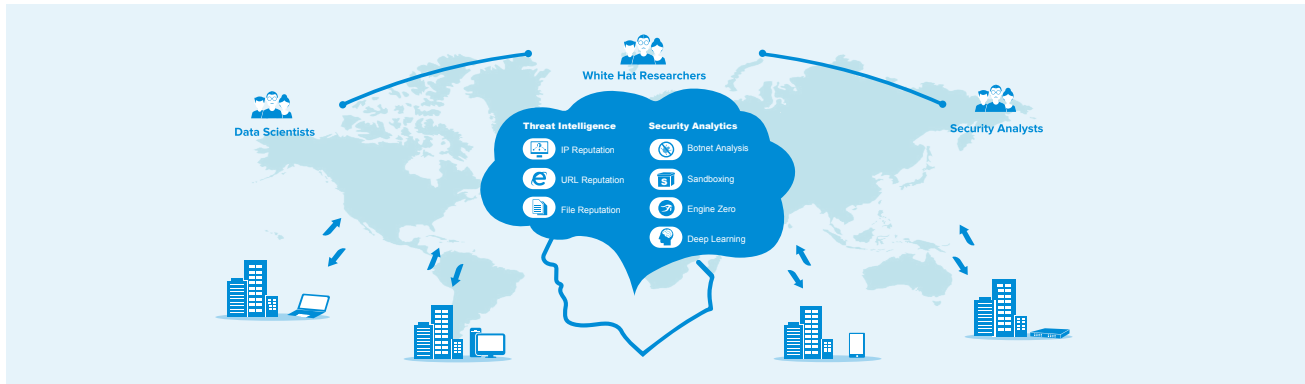 White Hat Researchers
Data Scientists
Security Analysts
Threat Intelligence
IP Reputation
URL Reputation
File Reputation
Security Analytics
Botnet Analysis
Sandboxing
Engine Zero
Deep Learning